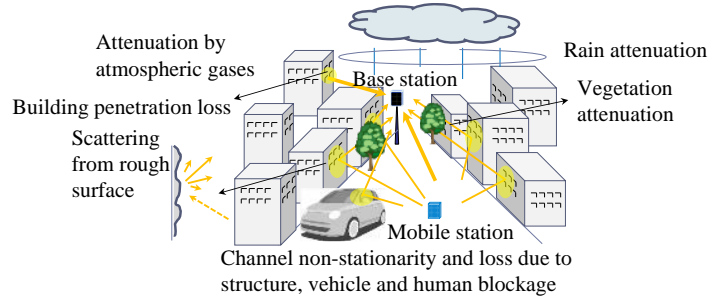 Attenuation by
atmospheric gases
Rain attenuation
Base station
Building penetration loss
Vegetation
attenuation
Scattering
from rough
surface
Mobile station
Channel non-stationarity and loss due to
structure, vehicle and human blockage